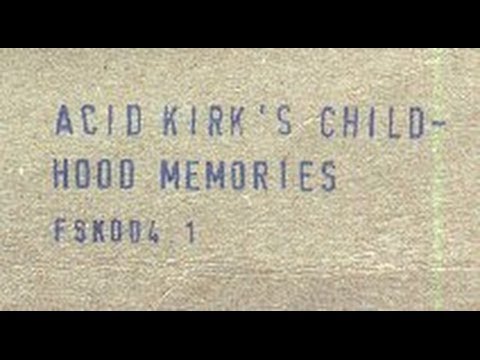 ACID KIRK'S CHILD-
HOOD MEMORIES
FSK004.1